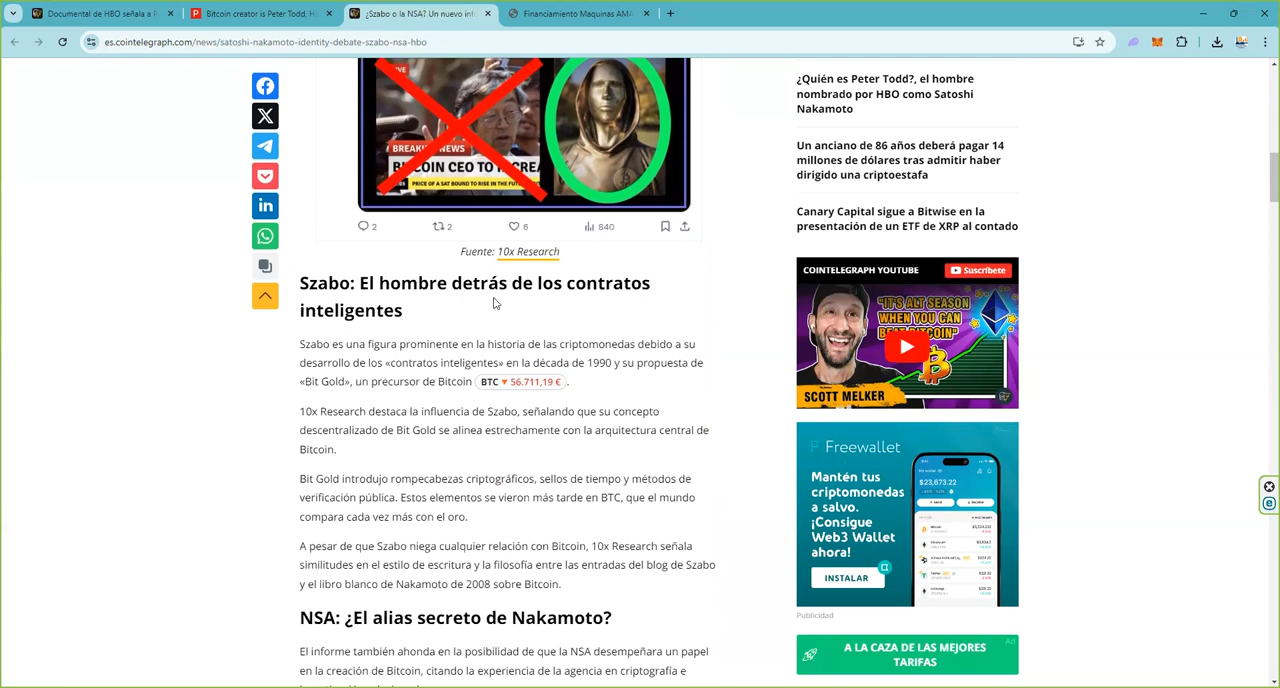 Documental de HBO señala a P
Bitcoin creator is Peter Todd, H
¿Szabo o la NSA? Un nuevo inf
Financiamiento Maquinas AMA
es.cointelegraph.com/news/satoshi-nakamoto-identity-debate-szabo-nsa-hbo
BREAKING NEWS
PRICE OF A SAT BOUND TO RISE IN THE FUTU
2
2
6
840
Fuente: 10x Research
Szabo: El hombre detrás de los contratos
inteligentes
Szabo es una figura prominente en la historia de las criptomonedas debido a su
desarrollo de los «contratos inteligentes» en la década de 1990 y su propuesta de
«Bit Gold», un precursor de Bitcoin BTC 56.711,19 € .
10x Research destaca la influencia de Szabo, señalando que su concepto
descentralizado de Bit Gold se alinea estrechamente con la arquitectura central de
Bitcoin.
Bit Gold introdujo rompecabezas criptográficos, sellos de tiempo y métodos de
verificación pública. Estos elementos se vieron más tarde en BTC, que el mundo
compara cada vez más con el oro.
A pesar de que Szabo niega cualquier relación con Bitcoin, 10x Research señala
similitudes en el estilo de escritura y la filosofía entre las entradas del blog de Szabo
y el libro blanco de Nakamoto de 2008 sobre Bitcoin.
NSA: ¿El alias secreto de Nakamoto?
El informe también ahonda en la posibilidad de que la NSA desempeñara un papel
en la creación de Bitcoin, citando la experiencia de la agencia en criptografía e
¿Quién es Peter Todd?, el hombre
nombrado por HBO como Satoshi
Nakamoto
Un anciano de 86 años deberá pagar 14
millones de dólares tras admitir haber
dirigido una criptoestafa
Canary Capital sigue a Bitwise en la
presentación de un ETF de XRP al contado
COINTELEGRAPH YOUTUBE
Suscríbete
"IT'S ALT SEASON
WHEN YOU CAN
BEAT BITCOIN"
SCOTT MELKER
Freewallet
Mantén tus
criptomonedas
a salvo.
¡Consigue
Web3 Wallet
ahora!
INSTALAR
$23,673.22
Publicidad
A LA CAZA DE LAS MEJORES
TARIFAS
Ad